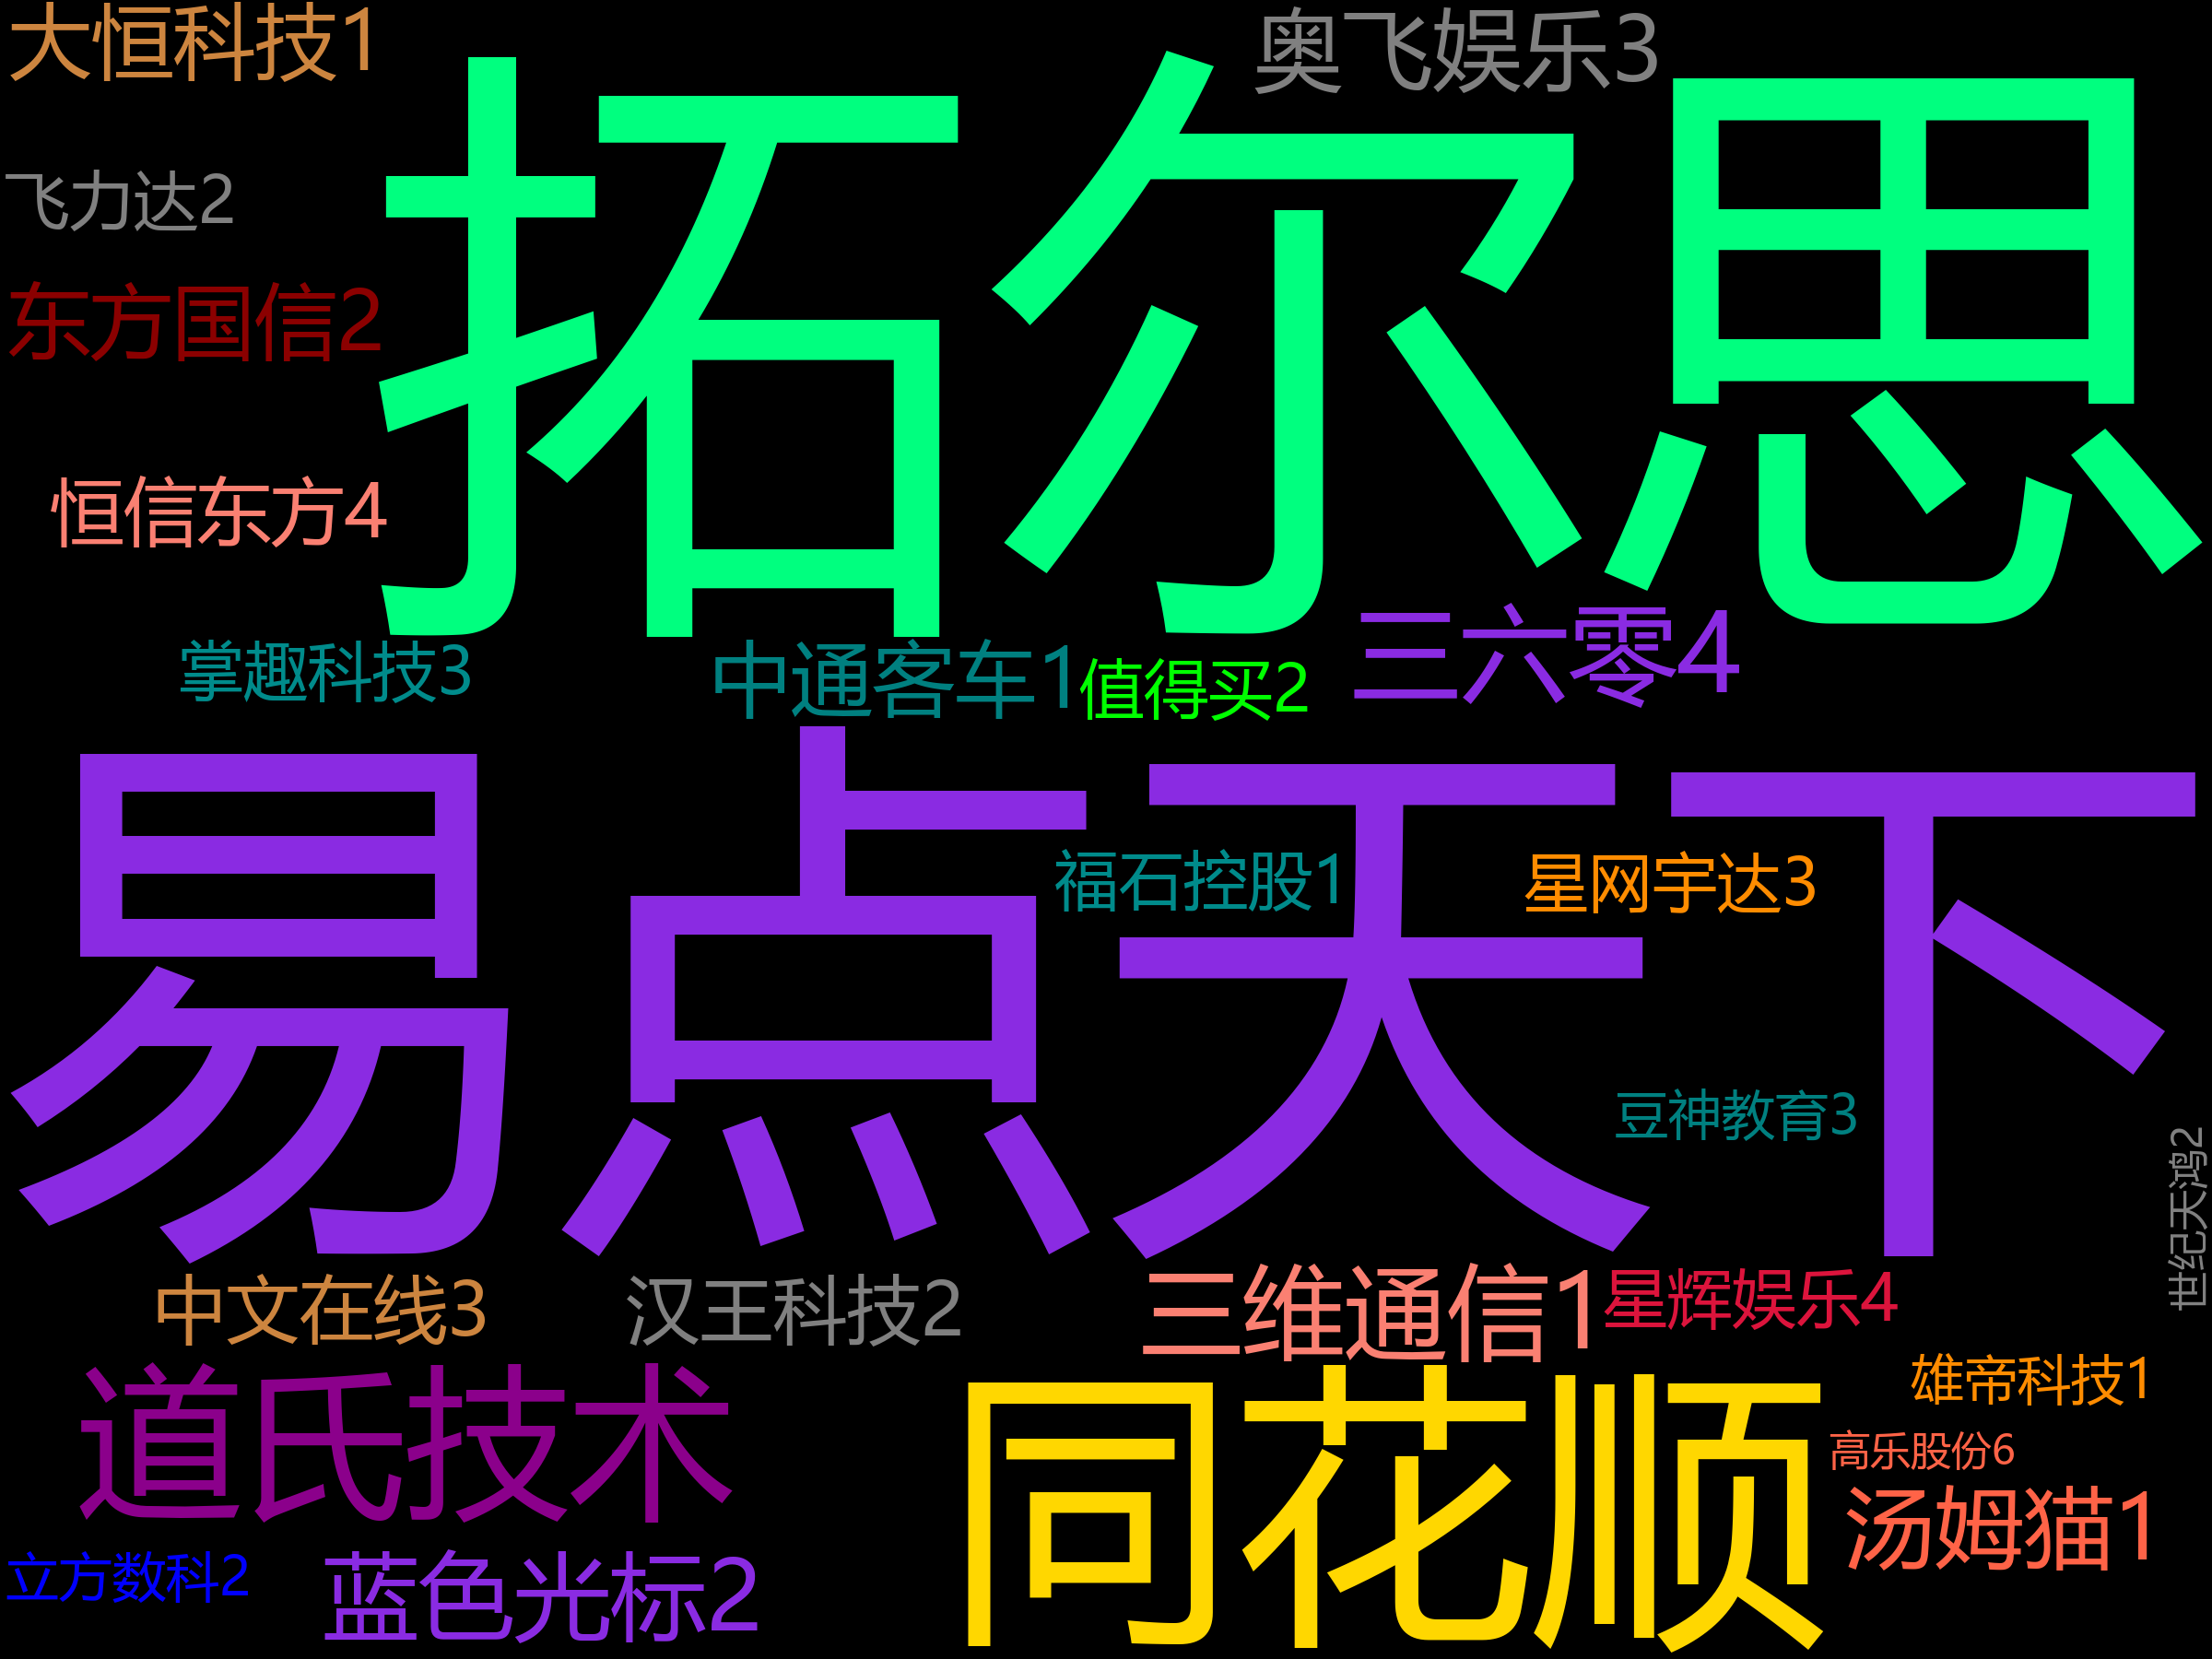 大恒科技1
奥飞娱乐3
拓尔思
飞力达2
东方国信2
恒信东方4
掌趣科技3
中通客车1
值得买2
三六零4
易点天下
福石控股1
星网宇达3
豆神教育3
世纪天鸿2
中文在线3
汉王科技2
三维通信1
星辉娱乐4
道氏技术
同花顺
维帝科技1
高乐股份6
汤姆猫1
立方数科2
蓝色光标2